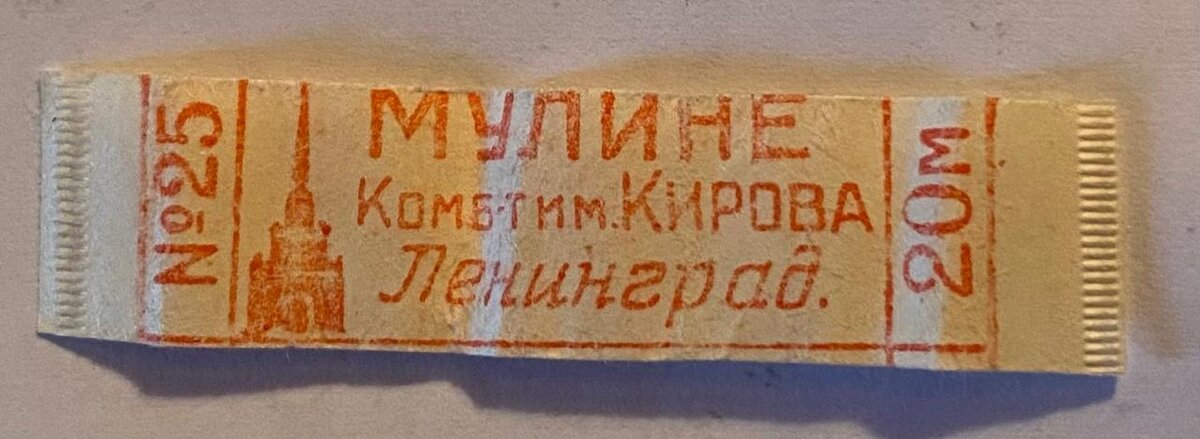 №25
МУЛИНЕ
Комб-т им. КИРОВА
Ленинград.
20м